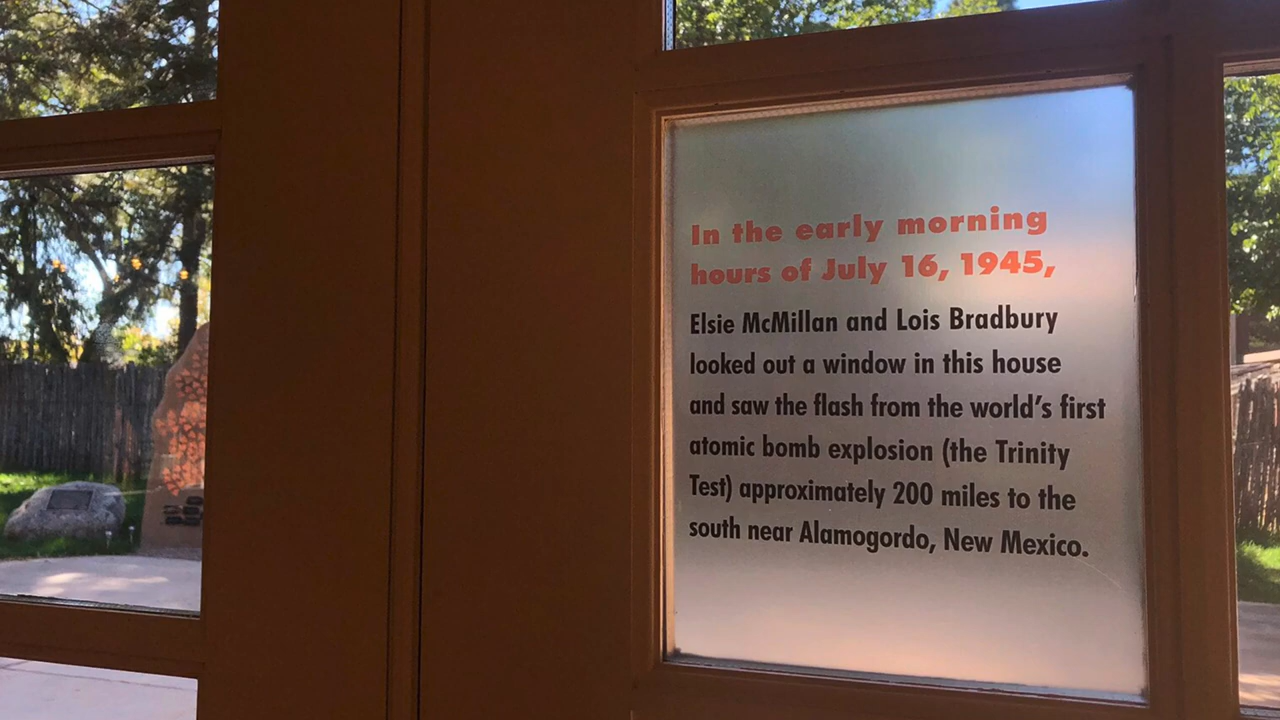 In the early morning
hours of July 16, 1945,
Elsie McMillan and Lois Bradbury
looked out a window in this house
and saw the flash from the world's first
atomic bomb explosion (the Trinity
Test) approximately 200 miles to the
south near Alamogordo, New Mexico.